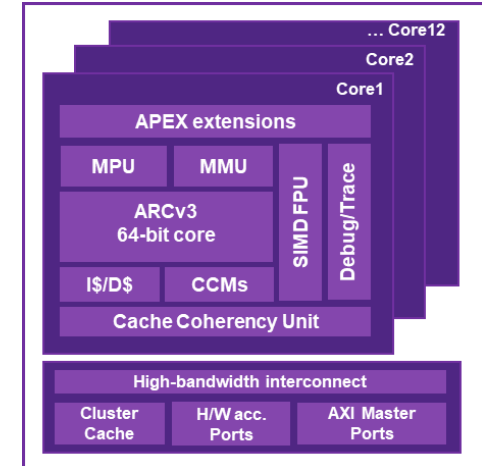 ... Core12
Core2
Core1
APEX extensions
MPU
MMU
SIMD FPU
Debug/Trace
ARCv3
64-bit core
I$/D$
CCMs
Cache Coherency Unit
High-bandwidth interconnect
Cluster
Cache
H/W acc.
Ports
AXI Master
Ports